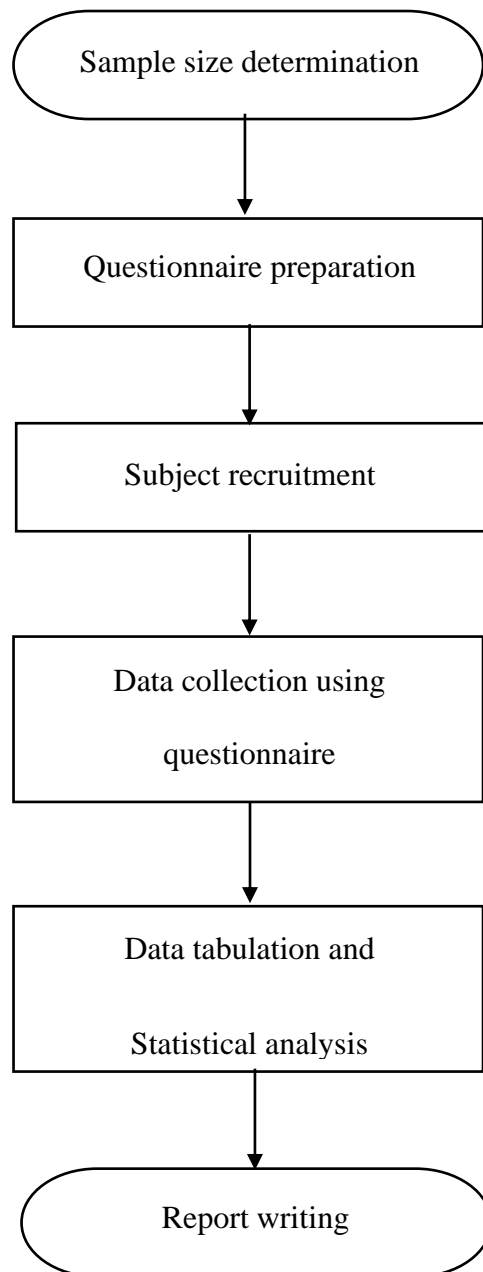 Sample size determination
Questionnaire preparation
Subject recruitment
Data collection using
questionnaire
Data tabulation and
Statistical analysis
Report writing